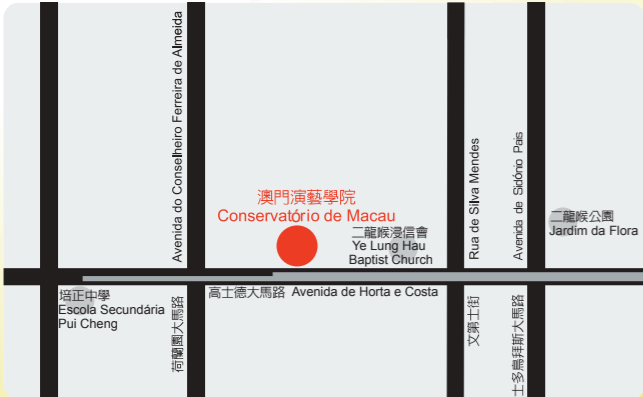 Avenida do Conselheiro Ferreira de Almeida
荷蘭園大馬路
澳門演藝學院
Conservatório de Macau
二龍喉浸信會
Ye Lung Hau
Baptist Church
Rua de Silva Mendes
文第士街
Avenida de Sidónio Pais
士多鳥拜斯大馬路
二龍喉公園
Jardim da Flora
培正中學
Escola Secundária
Pui Cheng
高士德大馬路 Avenida de Horta e Costa